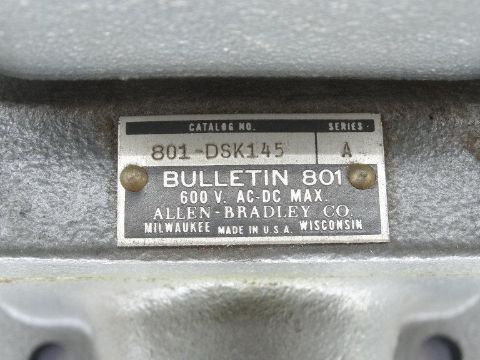 CATALOG NO. SERIES
801-DSK145 A
BULLETIN 801
600 V. AC-DC MAX.
ALLEN-BRADLEY CO.
MILWAUKEE MADE IN U.S.A. WISCONSIN